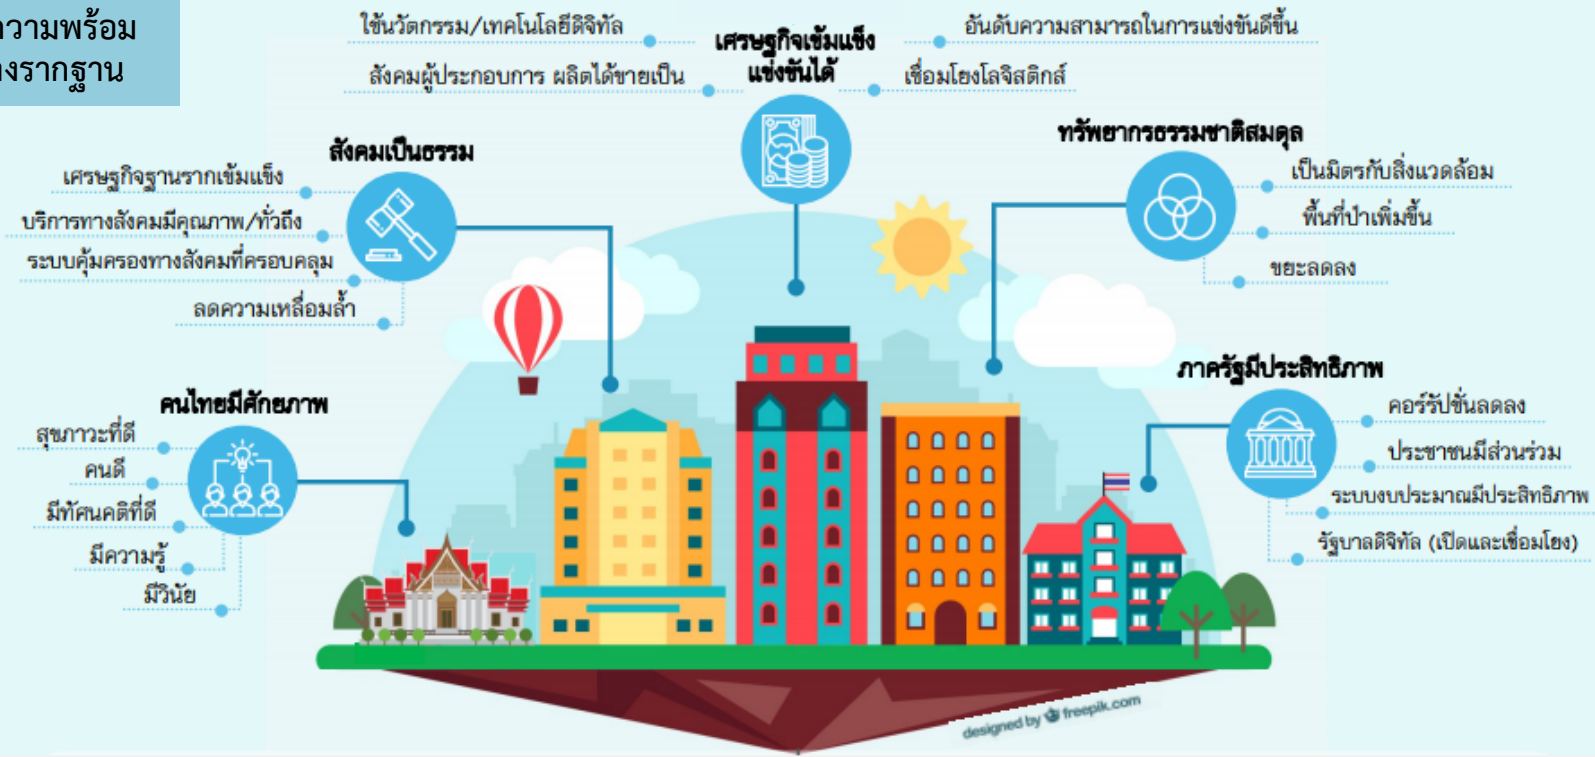 ความพร้อม
างรากฐาน
ใช้นวัตกรรม/เทคโนโลยีดิจิทัล
สังคมผู้ประกอบการ ผลิตได้ขายเป็น
เศรษฐกิจเข้มแข็ง
แข่งขันได้
อันดับความสามารถในการแข่งขันดีขึ้น
เชื่อมโยงโลจิสติกส์
สังคมเป็นธรรม
เศรษฐกิจฐานรากเข้มแข็ง
บริการทางสังคมมีคุณภาพ/ทั่วถึง
ระบบคุ้มครองทางสังคมที่ครอบคลุม
ลดความเหลื่อมล้ำ
ทรัพยากรธรรมชาติสมดุล
เป็นมิตรกับสิ่งแวดล้อม
พื้นที่ป่าเพิ่มขึ้น
ขยะลดลง
คนไทยมีศักยภาพ
สุขภาวะที่ดี
คนดี
มีทัศนคติที่ดี
มีความรู้
มีวินัย
ภาครัฐมีประสิทธิภาพ
คอร์รัปชั่นลดลง
ประชาชนมีส่วนร่วม
ระบบงบประมาณมีประสิทธิภาพ
รัฐบาลดิจิทัล (เปิดและเชื่อมโยง)
designed by freepik.com